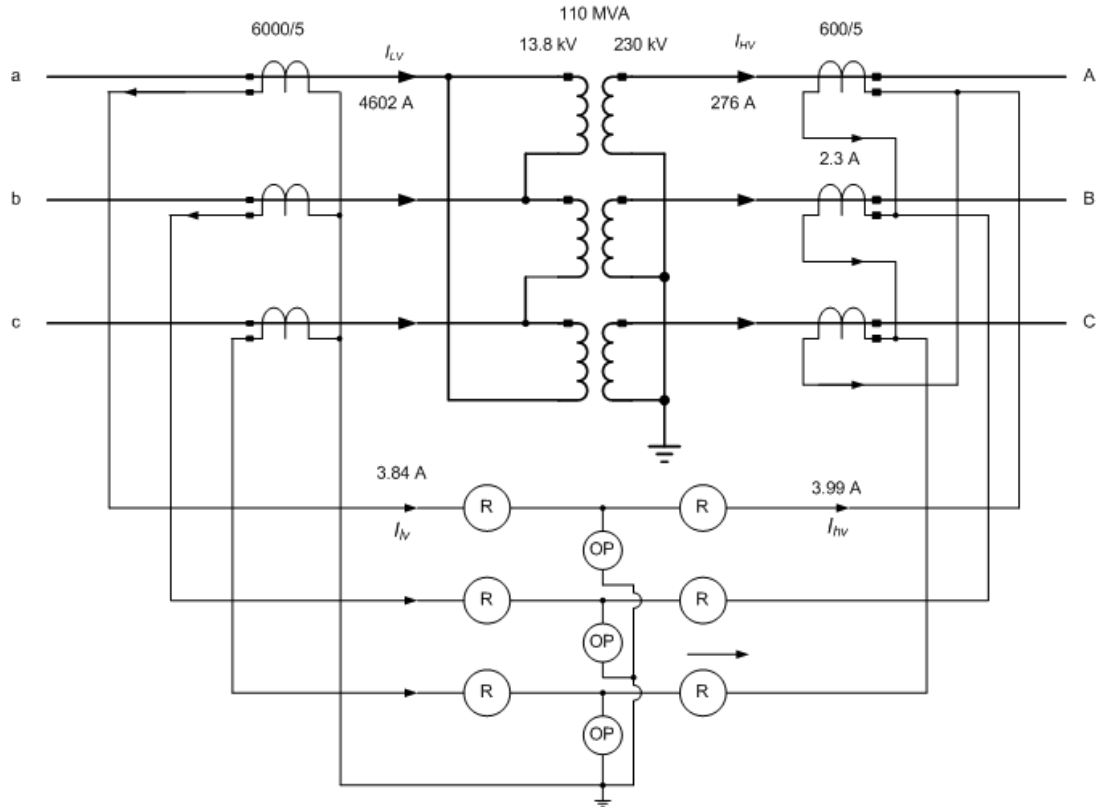 110 MVA
6000/5
13.8 kV
230 kV
600/5
I_LV
I_HV
a
A
4602 A
276 A
2.3 A
b
B
c
C
3.84 A
3.99 A
R
R
I_lv
I_hv
OP
R
R
OP
R
R
OP